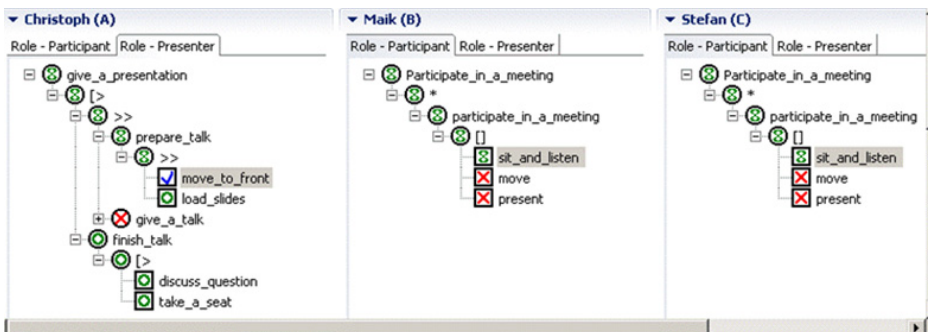 Christoph (A)
Role - Participant Role - Presenter
give_a_presentation
[>
>>
prepare_talk
>>
move_to_front
load_slides
give_a_talk
finish_talk
[>
discuss_question
take_a_seat
Maik (B)
Role - Participant Role - Presenter
Participate_in_a_meeting
*
participate_in_a_meeting
[]
sit_and_listen
move
present
Stefan (C)
Role - Participant Role - Presenter
Participate_in_a_meeting
*
participate_in_a_meeting
[]
sit_and_listen
move
present